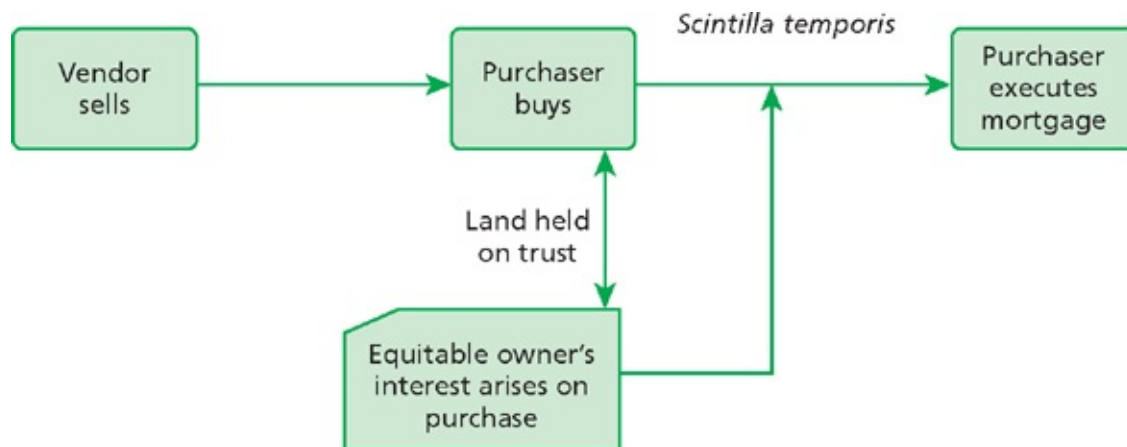 Scintilla temporis
Vendor
sells
Purchaser
buys
Purchaser
executes
mortgage
Land held
on trust
Equitable owner's
interest arises on
purchase